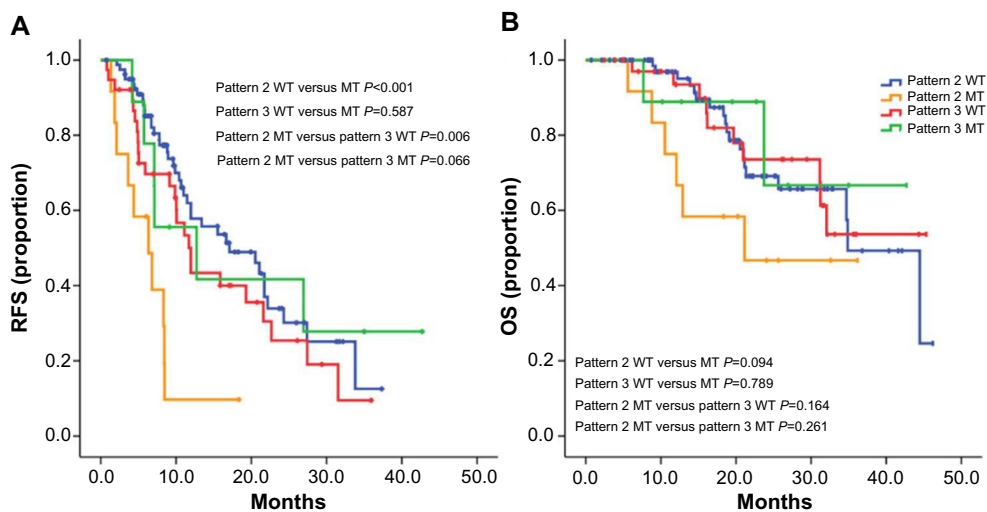 A
RFS (proportion)
1.0
0.8
0.6
0.4
0.2
0.0
Pattern 2 WT versus MT P<0.001
Pattern 3 WT versus MT P=0.587
Pattern 2 MT versus pattern 3 WT P=0.006
Pattern 2 MT versus pattern 3 MT P=0.066
0.0 10.0 20.0 30.0 40.0 50.0
Months
B
OS (proportion)
1.0
0.8
0.6
0.4
0.2
0.0
Pattern 2 WT
Pattern 2 MT
Pattern 3 WT
Pattern 3 MT
Pattern 2 WT versus MT P=0.094
Pattern 3 WT versus MT P=0.789
Pattern 2 MT versus pattern 3 WT P=0.164
Pattern 2 MT versus pattern 3 MT P=0.261
0.0 10.0 20.0 30.0 40.0 50.0
Months